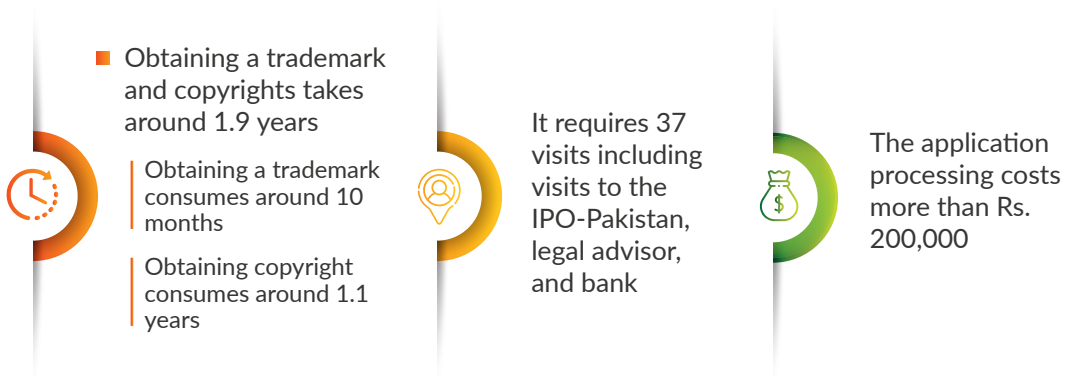 Obtaining a trademark
and copyrights takes
around 1.9 years
Obtaining a trademark
consumes around 10
months
Obtaining copyright
consumes around 1.1
years
It requires 37
visits including
visits to the
IPO-Pakistan,
legal advisor,
and bank
$
The application
processing costs
more than Rs.
200,000